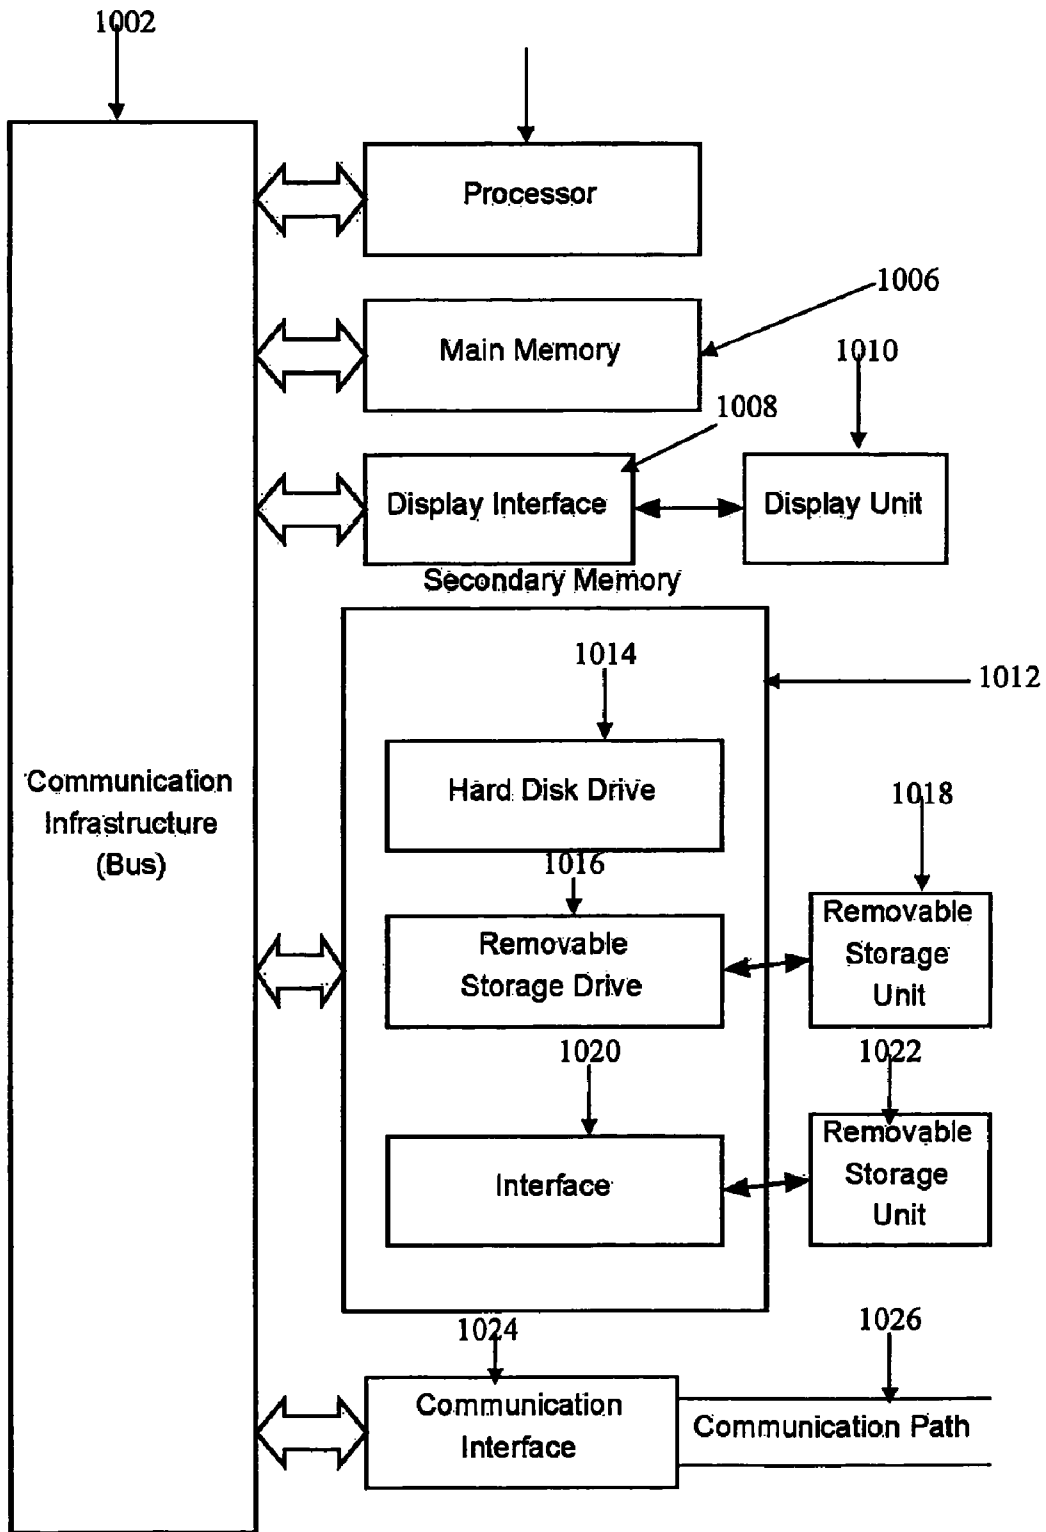 1002
Processor
1006
Main Memory
1010
1008
Display Interface
Display Unit
Secondary Memory
1014
1012
Hard Disk Drive
Communication
Infrastructure
(Bus)
1018
1016
Removable
Storage Drive
Removable
Storage
Unit
1020
1022
Interface
Removable
Storage
Unit
1024
1026
Communication
Interface
Communication Path